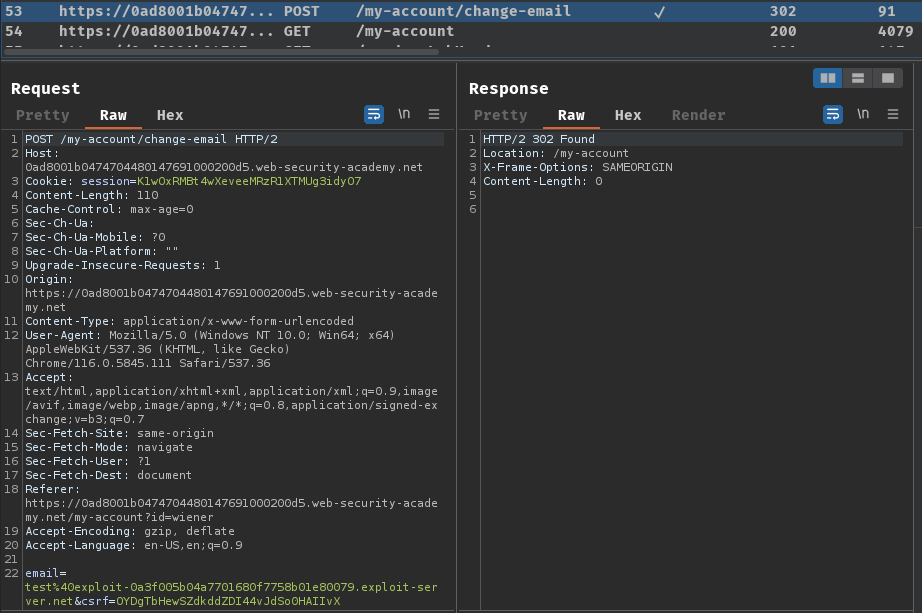 53 https://0ad8001b04747... POST /my-account/change-email ✓ 302 91
54 https://0ad8001b04747... GET /my-account 200 4079
Request
Pretty Raw Hex
\n
1 POST /my-account/change-email HTTP/2
2 Host:
0ad8001b0474704480147691000200d5.web-security-academy.net
3 Cookie: session=K1wOxRMBt4wXeveeMRzR1XTMUg3idyO7
4 Content-Length: 110
5 Cache-Control: max-age=0
6 Sec-Ch-Ua:
7 Sec-Ch-Ua-Mobile: ?0
8 Sec-Ch-Ua-Platform: ""
9 Upgrade-Insecure-Requests: 1
10 Origin:
https://0ad8001b0474704480147691000200d5.web-security-acade
my.net
11 Content-Type: application/x-www-form-urlencoded
12 User-Agent: Mozilla/5.0 (Windows NT 10.0; Win64; x64)
AppleWebKit/537.36 (KHTML, like Gecko)
Chrome/116.0.5845.111 Safari/537.36
13 Accept:
text/html,application/xhtml+xml,application/xml;q=0.9,image
/avif,image/webp,image/apng,*/*;q=0.8,application/signed-ex
change;v=b3;q=0.7
14 Sec-Fetch-Site: same-origin
15 Sec-Fetch-Mode: navigate
16 Sec-Fetch-User: ?1
17 Sec-Fetch-Dest: document
18 Referer:
https://0ad8001b0474704480147691000200d5.web-security-acade
my.net/my-account?id=wiener
19 Accept-Encoding: gzip, deflate
20 Accept-Language: en-US,en;q=0.9
21
22 email=
test%40exploit-0a3f005b04a7701680f7758b01e80079.exploit-ser
ver.net&csrf=OYDgTbHewSZdkddZDI44vJdSo0HAIIvX
Response
Pretty Raw Hex Render
\n
1 HTTP/2 302 Found
2 Location: /my-account
3 X-Frame-Options: SAMEORIGIN
4 Content-Length: 0
5
6